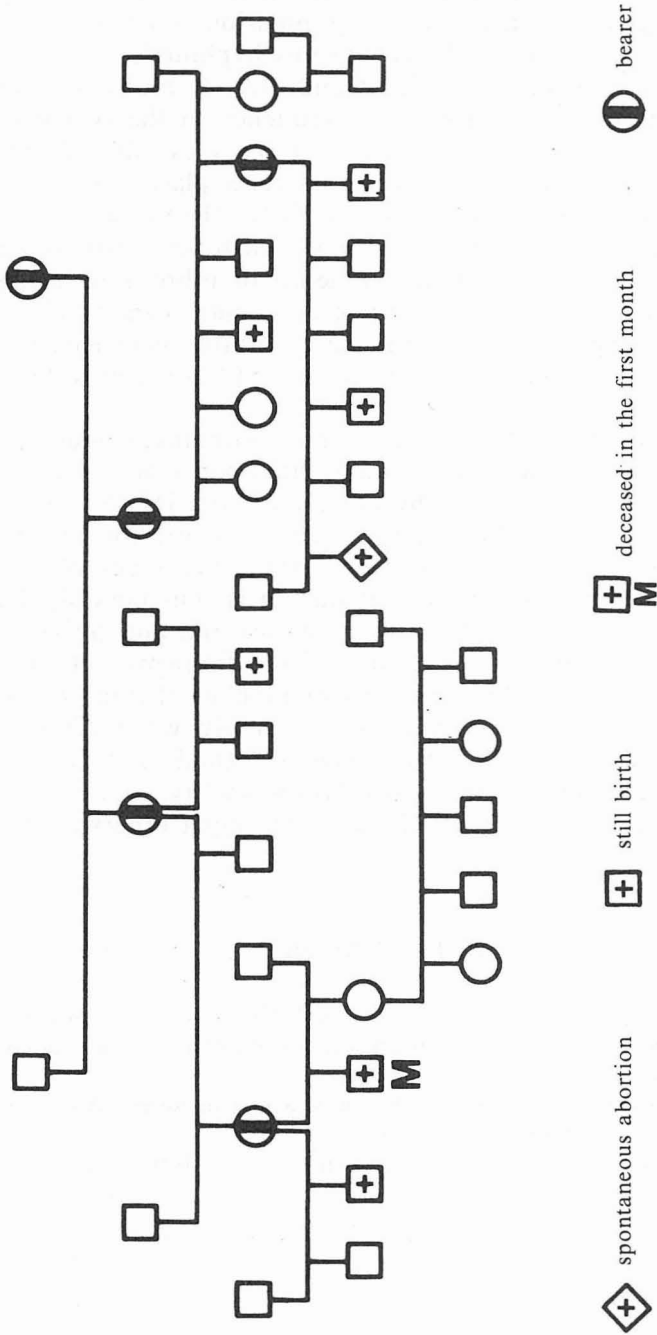 M
spontaneous abortion
still birth
M
deceased in the first month
bearer